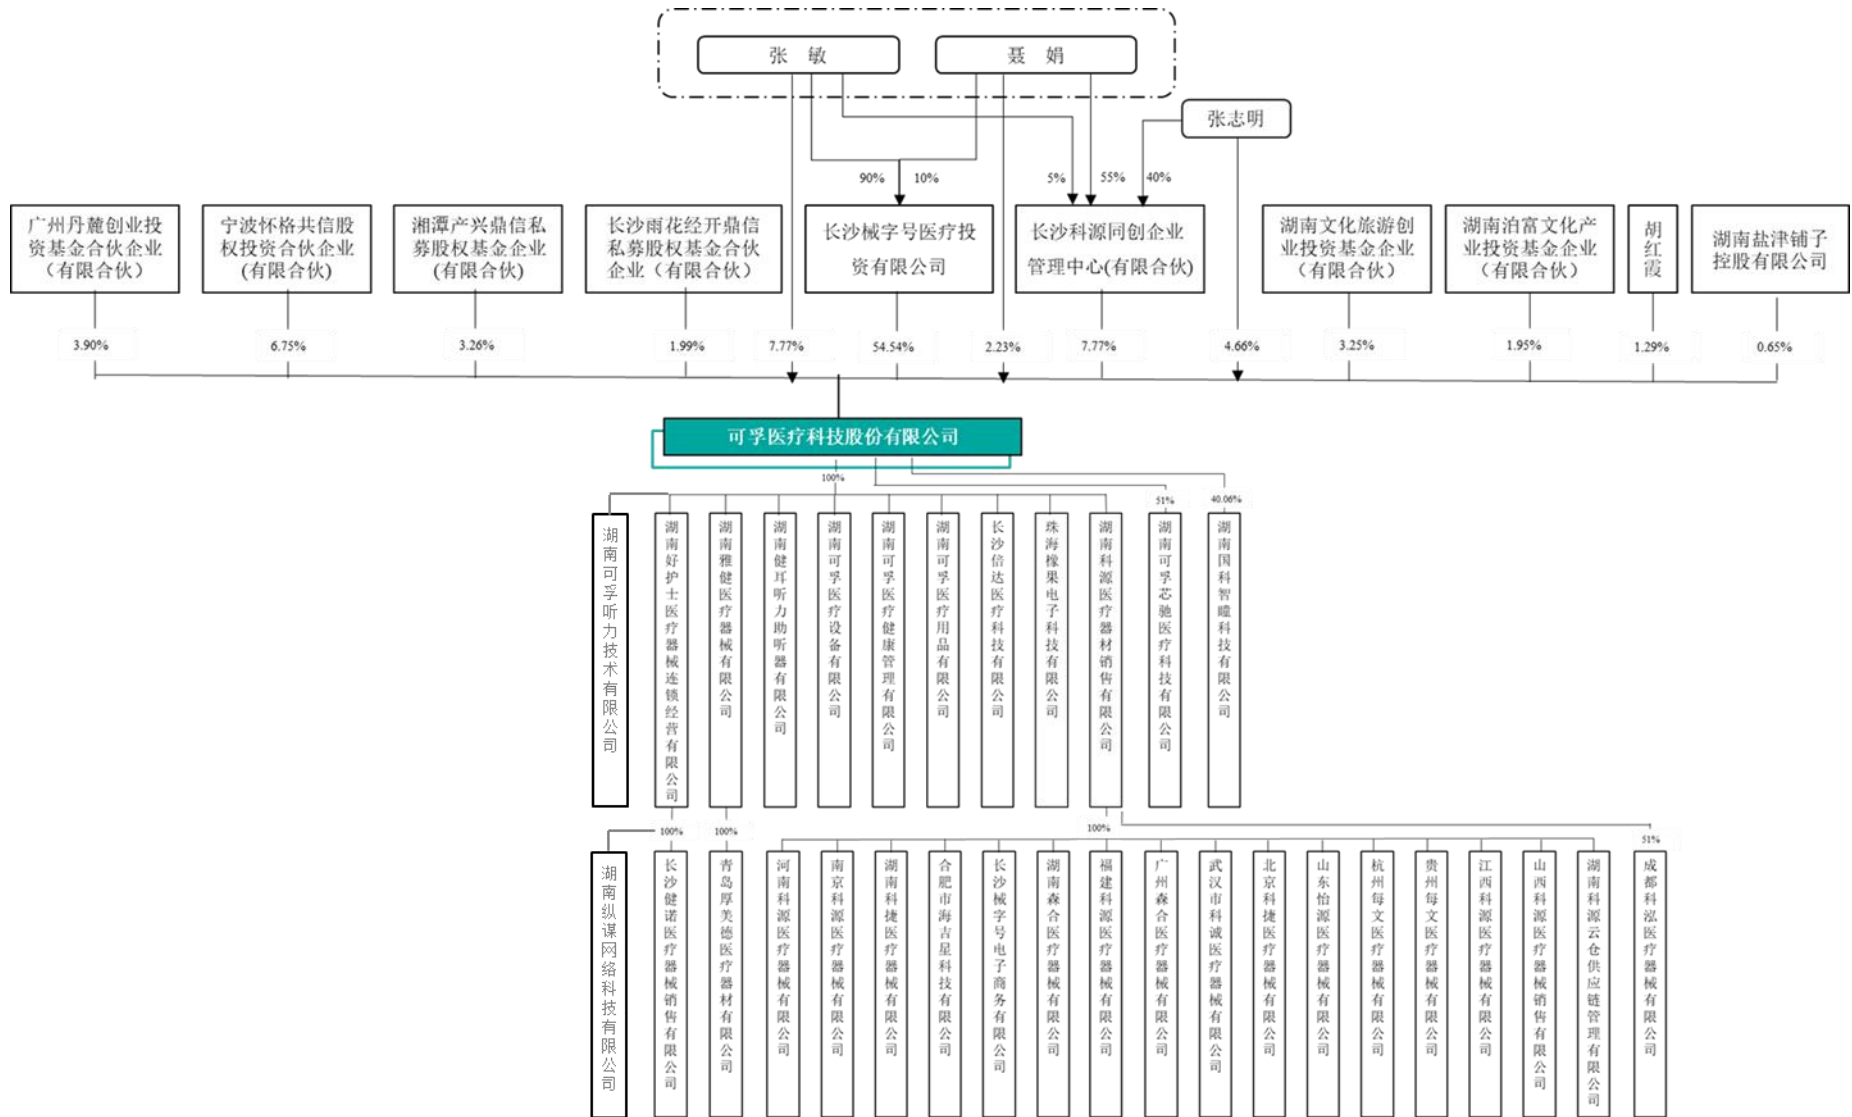 张 敏
聂 娟
张志明
90%
10%
5%
55%
40%
广州丹麓创业投
资基金合伙企业
（有限合伙）
宁波怀格共信股
权投资合伙企业
(有限合伙)
湘潭产兴鼎信私
募股权基金企业
(有限合伙)
长沙雨花经开鼎信
私募股权基金合伙
企业（有限合伙）
长沙械字号医疗投
资有限公司
长沙科源同创企业
管理中心(有限合伙)
湖南文化旅游创
业投资基金企业
（有限合伙）
湖南泊富文化产
业投资基金企业
（有限合伙）
胡红霞
湖南盐津铺子
控股有限公司
3.90%
6.75%
3.26%
1.99%
7.77%
54.54%
2.23%
7.77%
4.66%
3.25%
1.95%
1.29%
0.65%
可孚医疗科技股份有限公司
100%
51%
40.06%
湖南可孚听力技术有限公司
湖南好护士医疗器械连锁经营有限公司
湖南雅健医疗器械有限公司
湖南健耳听力助听器有限公司
湖南可孚医疗设备有限公司
湖南可孚医疗健康管理有限公司
湖南可孚医疗用品有限公司
长沙倍达医疗科技有限公司
珠海橡果电子科技有限公司
湖南科源医疗器材销售有限公司
湖南可孚芯驰医疗科技有限公司
湖南国科智瞳科技有限公司
100%
100%
100%
51%
湖南纵谋网络科技有限公司
长沙健诺医疗器械销售有限公司
青岛厚美德医疗器材有限公司
河南科源医疗器械有限公司
南京科源医疗器械有限公司
湖南科捷医疗器械有限公司
合肥市海吉星科技有限公司
长沙械字号电子商务有限公司
湖南森合医疗器械有限公司
福建科源医疗器械有限公司
广州森合医疗器械有限公司
武汉市科诚医疗器械有限公司
北京科捷医疗器械有限公司
山东怡源医疗器械有限公司
杭州每文医疗器械有限公司
贵州每文医疗器械有限公司
江西科源医疗器械有限公司
山西科源医疗器械销售有限公司
湖南科源云仓供应链管理有限公司
成都科泓医疗器械有限公司